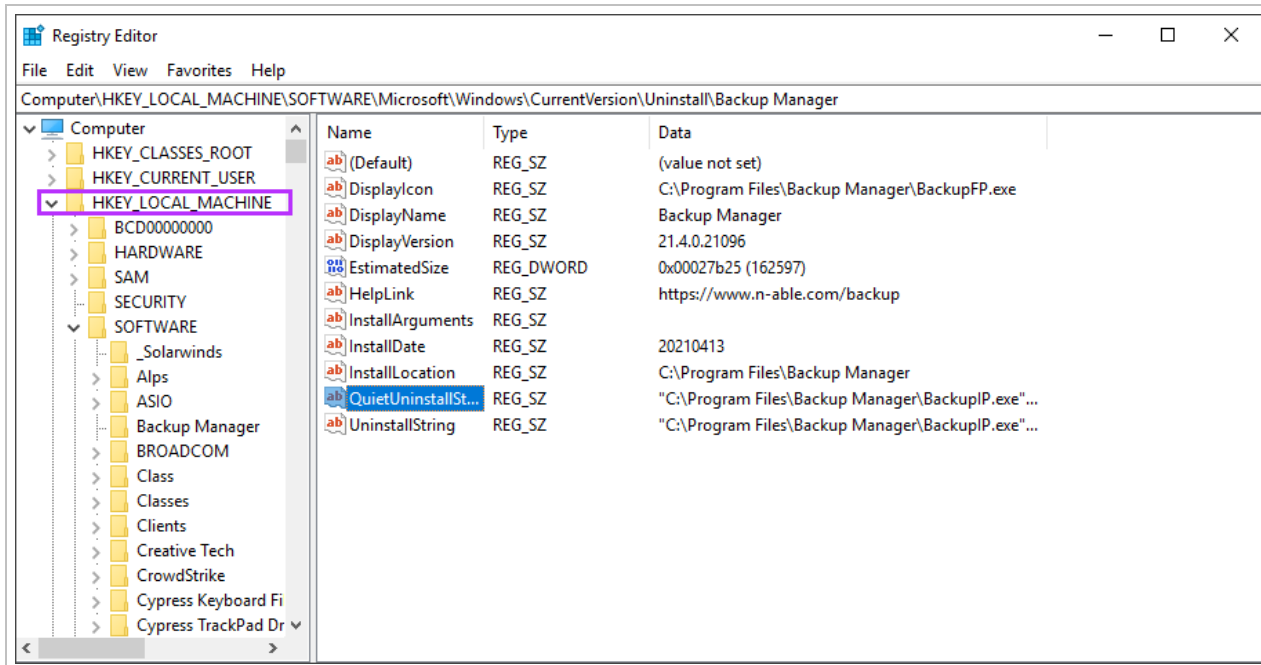 Registry Editor
File Edit View Favorites Help
Computer\HKEY_LOCAL_MACHINE\SOFTWARE\Microsoft\Windows\CurrentVersion\Uninstall\Backup Manager
Computer
HKEY_CLASSES_ROOT
HKEY_CURRENT_USER
HKEY_LOCAL_MACHINE
BCD00000000
HARDWARE
SAM
SECURITY
SOFTWARE
_Solarwinds
Alps
ASIO
Backup Manager
BROADCOM
Class
Classes
Clients
Creative Tech
CrowdStrike
Cypress Keyboard Fi
Cypress TrackPad Dr
Name Type Data
(Default) REG_SZ (value not set)
DisplayIcon REG_SZ C:\Program Files\Backup Manager\BackupFP.exe
DisplayName REG_SZ Backup Manager
DisplayVersion REG_SZ 21.4.0.21096
EstimatedSize REG_DWORD 0x00027b25 (162597)
HelpLink REG_SZ https://www.n-able.com/backup
InstallArguments REG_SZ
InstallDate REG_SZ 20210413
InstallLocation REG_SZ C:\Program Files\Backup Manager
QuietUninstallSt... REG_SZ "C:\Program Files\Backup Manager\BackupIP.exe"...
UninstallString REG_SZ "C:\Program Files\Backup Manager\BackupIP.exe"...